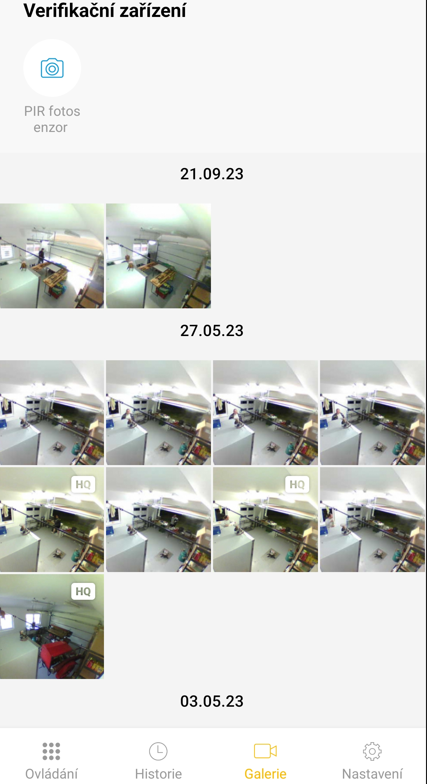 Verifikační zařízení
PIR fotos
enzor
21.09.23
27.05.23
HQ
HQ
HQ
03.05.23
Ovládání
Historie
Galerie
Nastavení